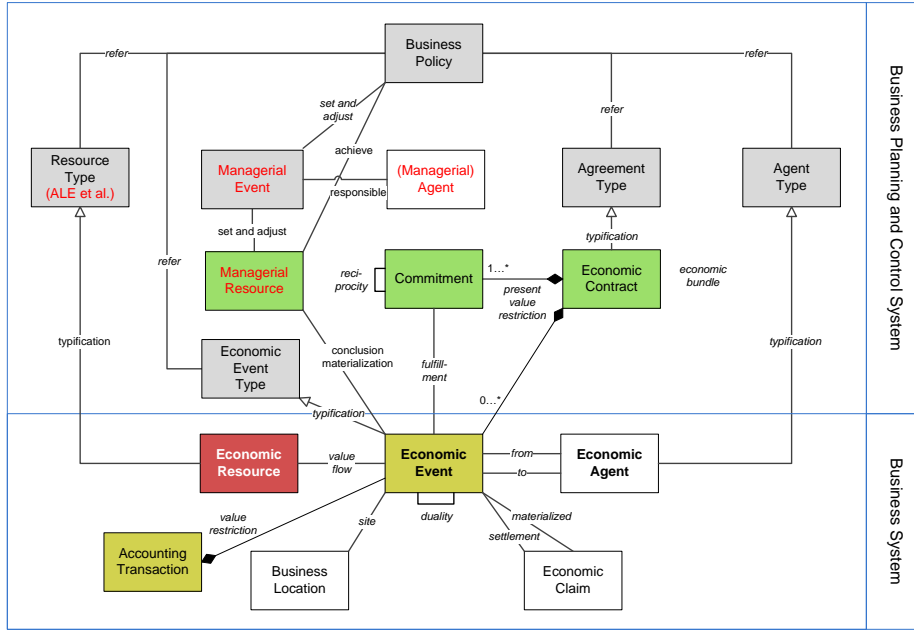 refer
refer
refer
Business
Policy
set and
adjust
refer
achieve
Resource
Type
(ALE et al.)
Managerial
Event
responsible
(Managerial)
Agent
Agreement
Type
Agent
Type
set and adjust
typification
refer
Managerial
Resource
reci-
procity
Commitment
1…*
present
value
restriction
Economic
Contract
economic
bundle
typification
conclusion
materialization
fulfill-
ment
typification
Economic
Event
Type
0…*
typification
Business Planning and Control System
Economic
Resource
value
flow
Economic
Event
from
to
Economic
Agent
duality
value
restriction
site
materialized
settlement
Accounting
Transaction
Business
Location
Economic
Claim
Business System